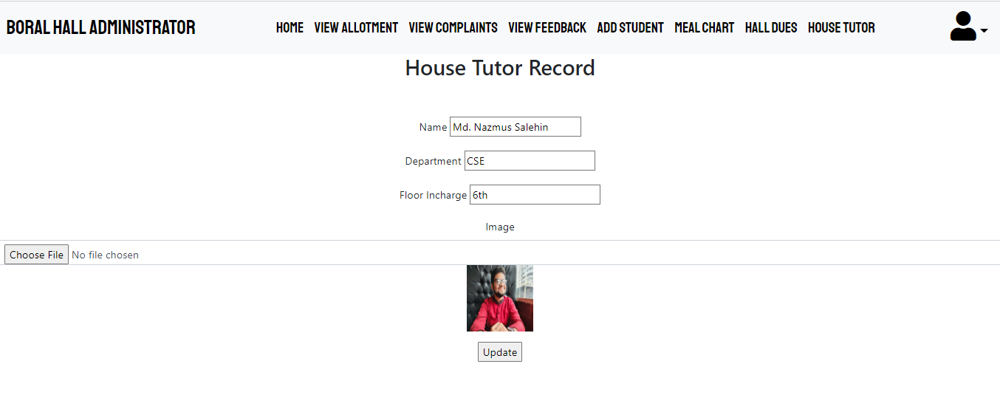 BORAL HALL ADMINISTRATOR HOME VIEW ALLOTMENT VIEW COMPLAINTS VIEW FEEDBACK ADD STUDENT MEAL CHART HALL DUES HOUSE TUTOR
House Tutor Record
Name Md. Nazmus Salehin
Department CSE
Floor Incharge 6th
Image
Choose File No file chosen
Update